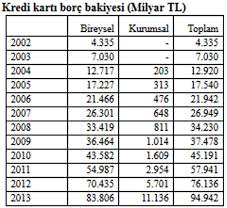 Kredi kartı borç bakiyesi (Milyar TL)
Bireysel Kurumsal Toplam
2002 4.335 - 4.335
2003 7.030 - 7.030
2004 12.717 203 12.920
2005 17.227 313 17.540
2006 21.466 476 21.942
2007 26.301 648 26.949
2008 33.419 811 34.230
2009 36.464 1.014 37.478
2010 43.582 1.609 45.191
2011 54.987 2.954 57.941
2012 70.435 5.701 76.136
2013 83.806 11.136 94.942